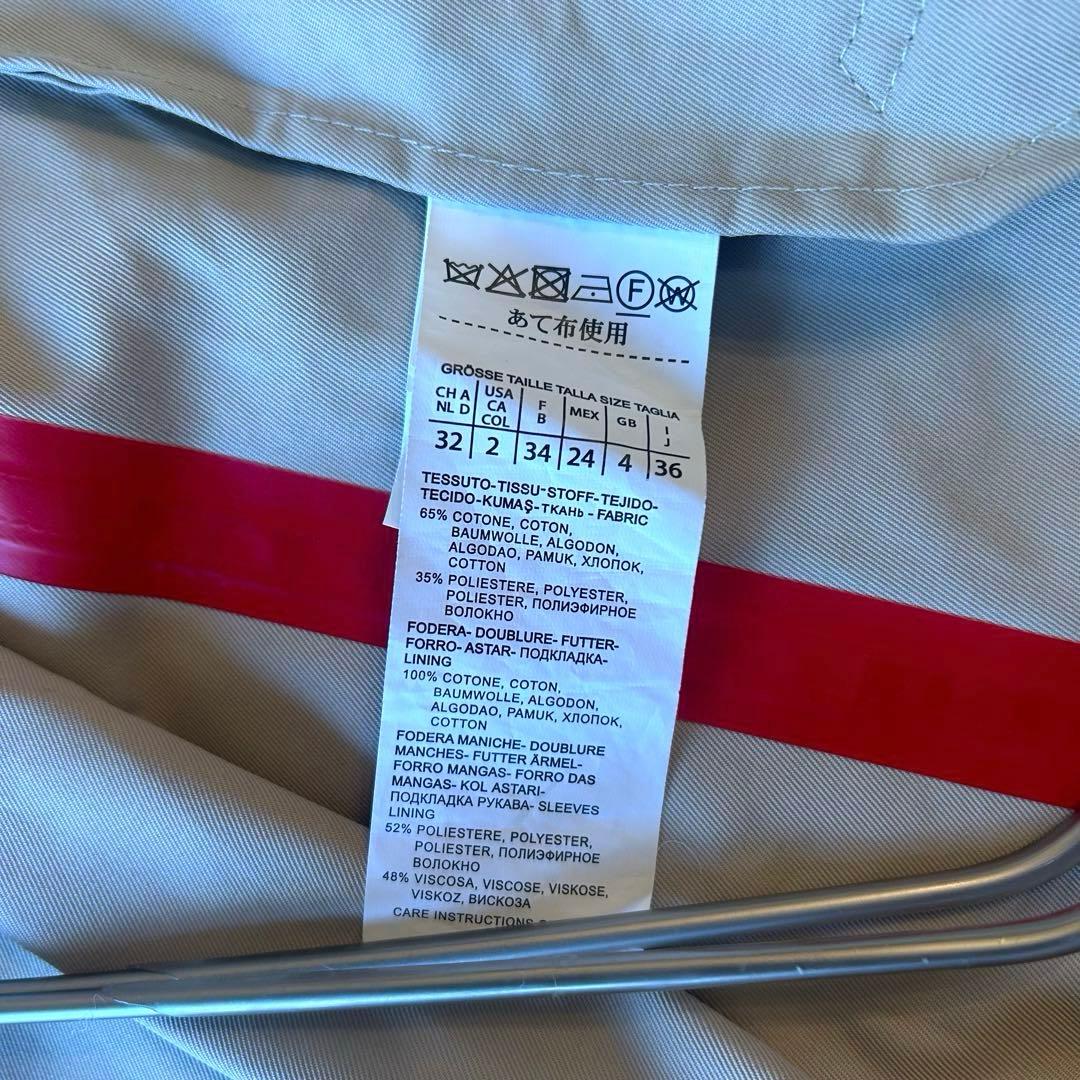 F W
あて布使用
GRÖSSE TAILLE TALLA SIZE TAGLIA
CH A NL D | USA CA COL | F B | MEX | GB | I J
32 | 2 | 34 | 24 | 4 | 36
TESSUTO-TISSU-STOFF-TEJIDO-
TECIDO-KUMAŞ-ТКАНЬ - FABRIC
65% COTONE, COTON,
BAUMWOLLE, ALGODON,
ALGODAO, PAMUK, ХЛОПОК,
COTTON
35% POLIESTERE, POLYESTER,
POLIESTER, ПОЛИЭФИРНОЕ
ВОЛОКНО
FODERA- DOUBLURE- FUTTER-
FORRO- ASTAR- ПОДКЛАДКА-
LINING
100% COTONE, COTON,
BAUMWOLLE, ALGODON,
ALGODAO, PAMUK, ХЛОПОК,
COTTON
FODERA MANICHE- DOUBLURE
MANCHES- FUTTER ÄRMEL-
FORRO MANGAS- FORRO DAS
MANGAS- KOL ASTARI-
ПОДКЛАДКА РУКАВА- SLEEVES
LINING
52% POLIESTERE, POLYESTER,
POLIESTER, ПОЛИЭФИРНОЕ
ВОЛОКНО
48% VISCOSA, VISCOSE, VISKOSE,
VISKOZ, ВИСКОЗА
CARE INSTRUCTIONS